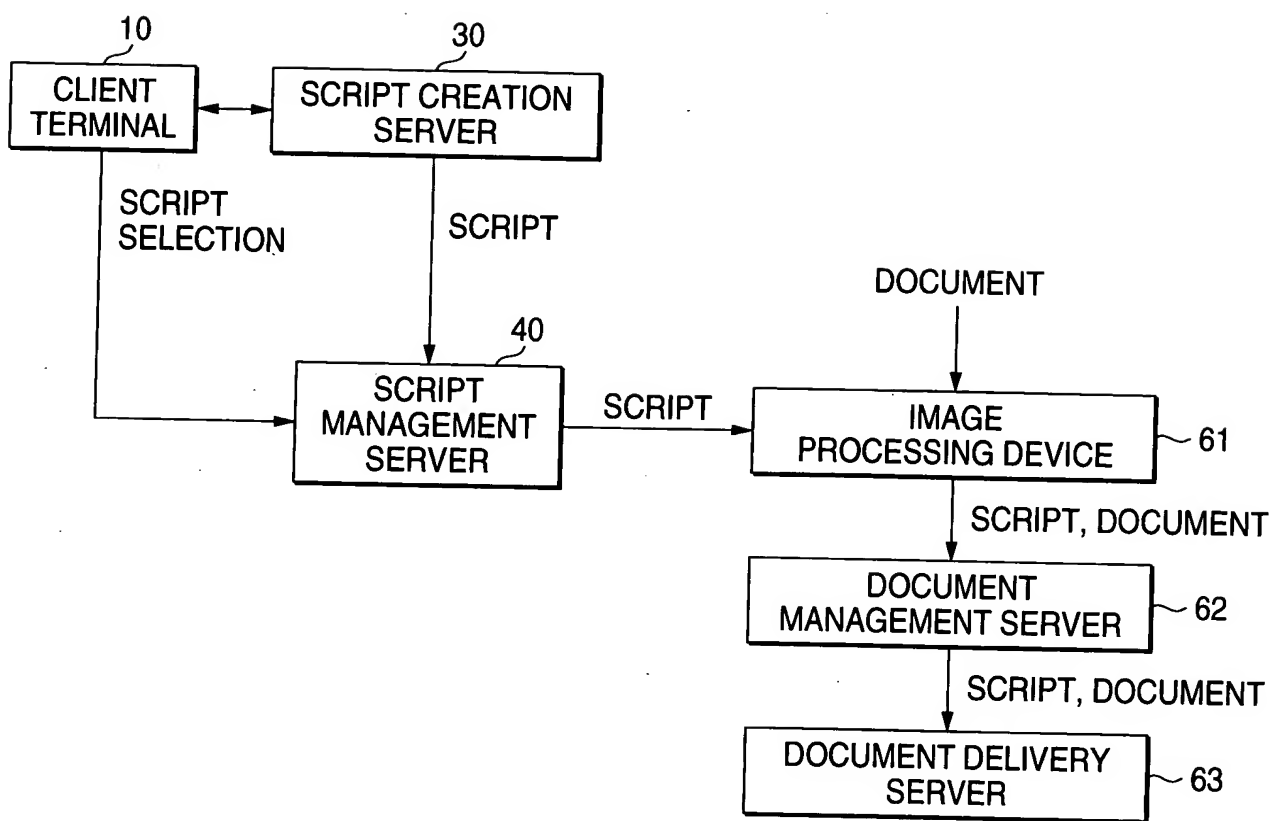 10
30
CLIENT
TERMINAL
SCRIPT CREATION
SERVER
SCRIPT
SELECTION
SCRIPT
DOCUMENT
40
SCRIPT
MANAGEMENT
SERVER
SCRIPT
IMAGE
PROCESSING DEVICE
61
SCRIPT, DOCUMENT
DOCUMENT
MANAGEMENT SERVER
62
SCRIPT, DOCUMENT
DOCUMENT DELIVERY
SERVER
63